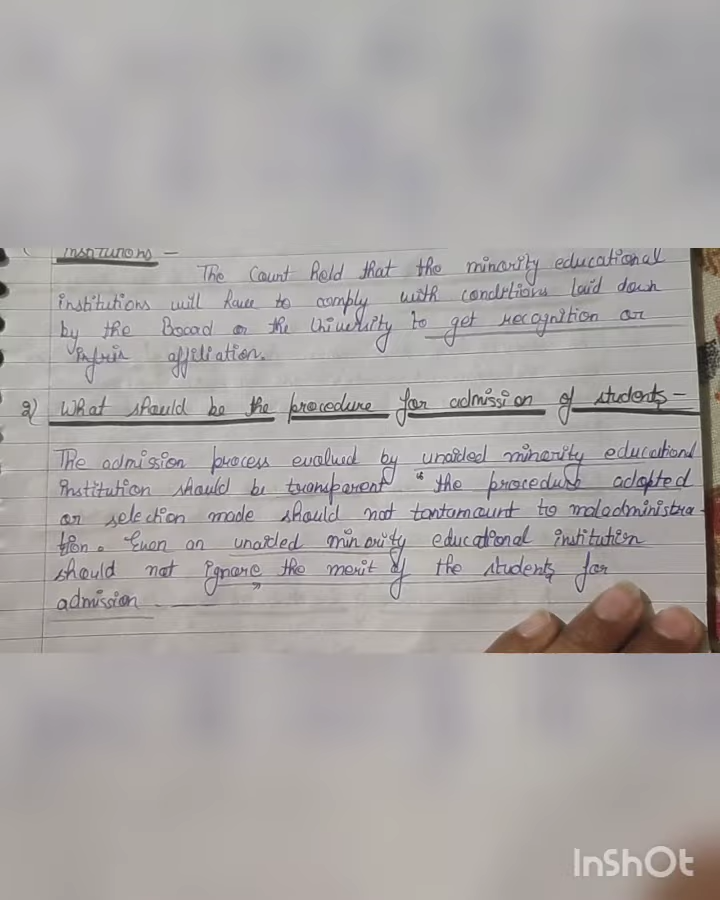 Institutions -
The Court held that the minority educational
institutions will have to comply with conditions laid down
by the Board or the University to get recognition or
affiliation.
2) What should be the procedure for admission of students -
The admission process evolued by unaided minority educational
institution should be transparent " the procedure adopted
or selection made should not tantamount to maladministra-
tion. Even an unaided minority educational institution
should not ignore the merit of the students for
admission
InShOt